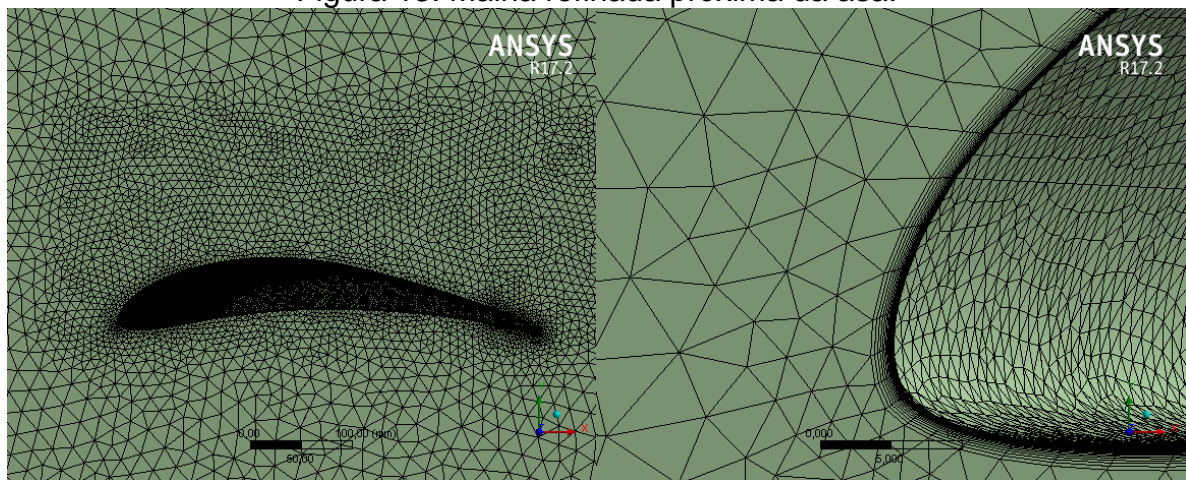 Figura 18: Malha refinada próxima da asa.
ANSYS
R17.2
ANSYS
R17.2
0,00
100,00 (mm)
50,00
X
0,000
5,000